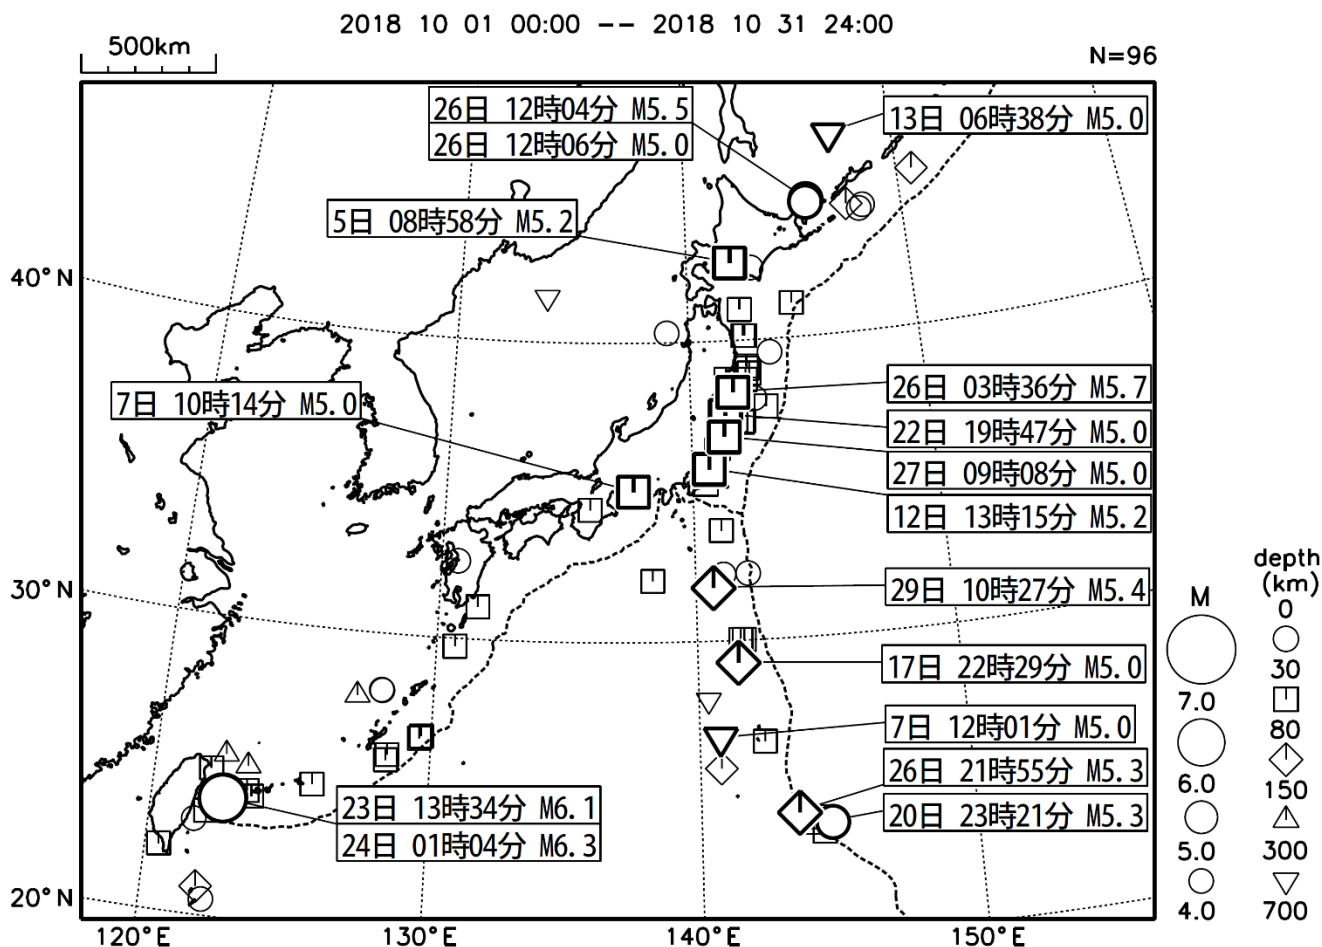 2018 10 01 00:00 -- 2018 10 31 24:00
500km
N=96
26日 12時04分 M5.5
26日 12時06分 M5.0
13日 06時38分 M5.0
5日 08時58分 M5.2
40°N
7日 10時14分 M5.0
26日 03時36分 M5.7
22日 19時47分 M5.0
27日 09時08分 M5.0
12日 13時15分 M5.2
29日 10時27分 M5.4
30°N
17日 22時29分 M5.0
7日 12時01分 M5.0
26日 21時55分 M5.3
20日 23時21分 M5.3
23日 13時34分 M6.1
24日 01時04分 M6.3
20°N
120°E
130°E
140°E
150°E
M
7.0
6.0
5.0
4.0
depth
(km)
0
30
80
150
300
700